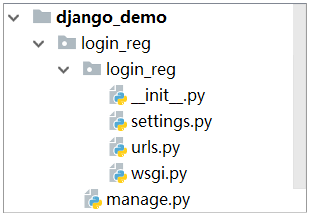 django_demo
login_reg
login_reg
__init__.py
settings.py
urls.py
wsgi.py
manage.py